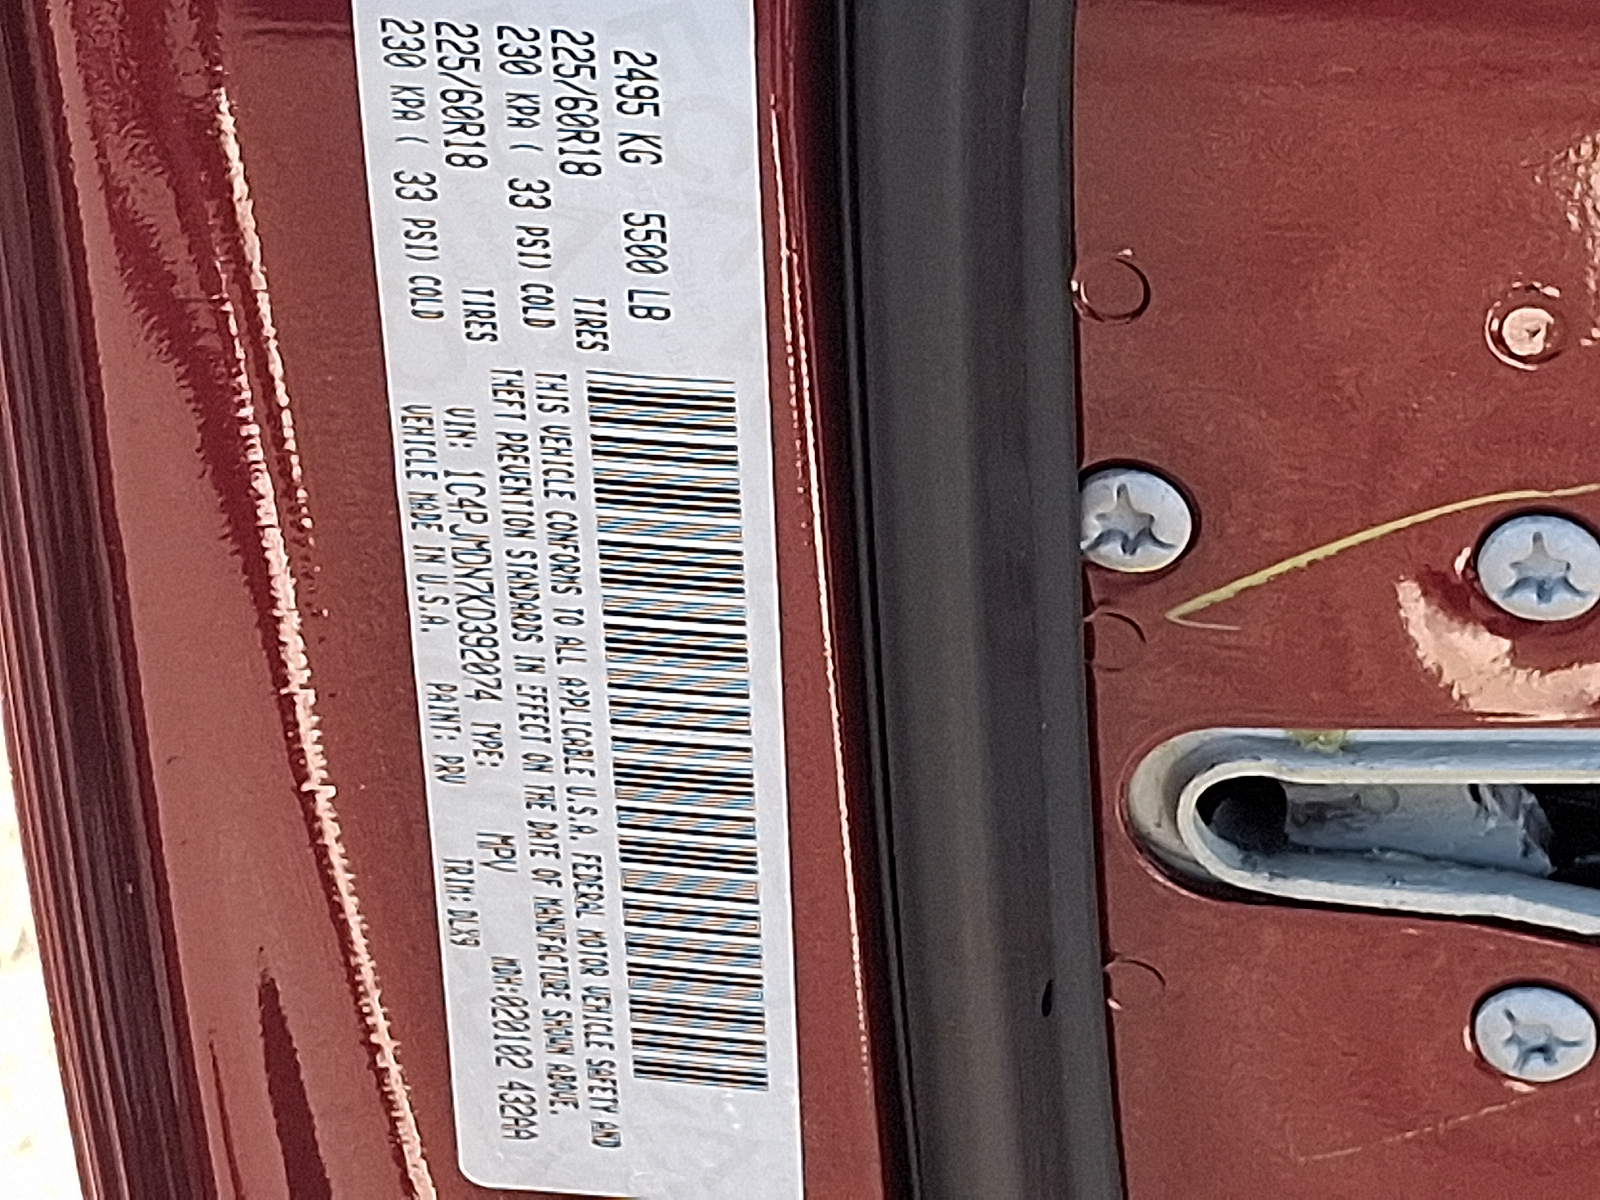 2495 KG 5500 LB
225/60R18 TIRES
230 KPA ( 33 PSI) COLD
225/60R18 TIRES
230 KPA ( 33 PSI) COLD
THIS VEHICLE CONFORMS TO ALL APPLICABLE U.S.A. FEDERAL MOTOR VEHICLE SAFETY AND
THEFT PREVENTION STANDARDS IN EFFECT ON THE DATE OF MANUFACTURE SHOWN ABOVE.
VIN: 1C4PJMDN7KD392074 TYPE: MPV MDH:020102 432AA
VEHICLE MADE IN U.S.A. PAINT: PRV TRIM: DLX9